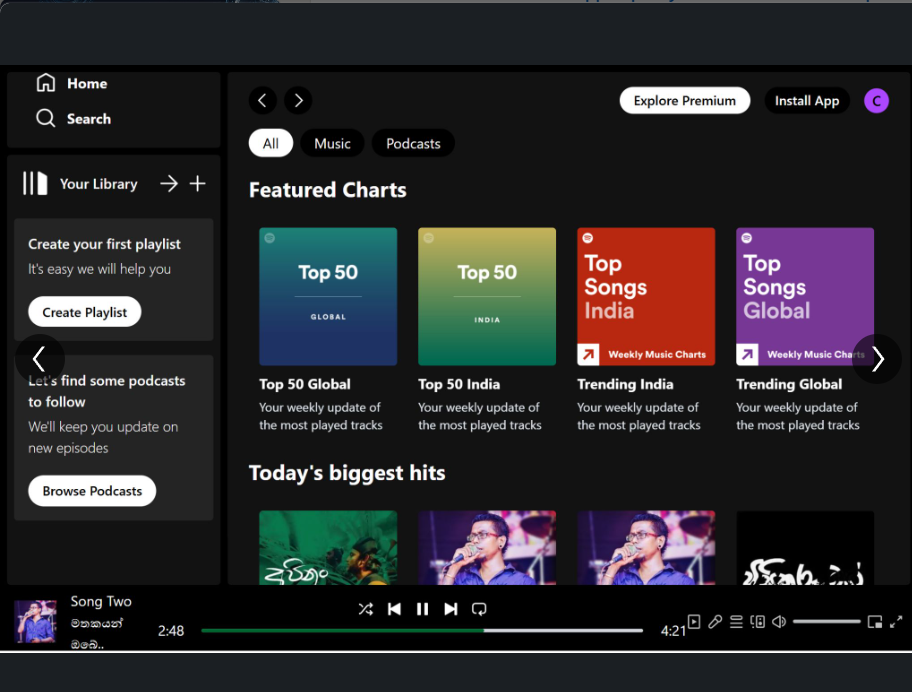 Home
Search
Your Library
Create your first playlist
It's easy we will help you
Create Playlist
Let's find some podcasts
to follow
We'll keep you update on
new episodes
Browse Podcasts
Explore Premium
Install App
C
All
Music
Podcasts
Featured Charts
Top 50
GLOBAL
Top 50 Global
Your weekly update of
the most played tracks
Top 50
INDIA
Top 50 India
Your weekly update of
the most played tracks
Top
Songs
India
Weekly Music Charts
Trending India
Your weekly update of
the most played tracks
Top
Songs
Global
Weekly Music Charts
Trending Global
Your weekly update of
the most played tracks
Today's biggest hits
Song Two
මතකයන්
ඔබේ..
2:48
4:21